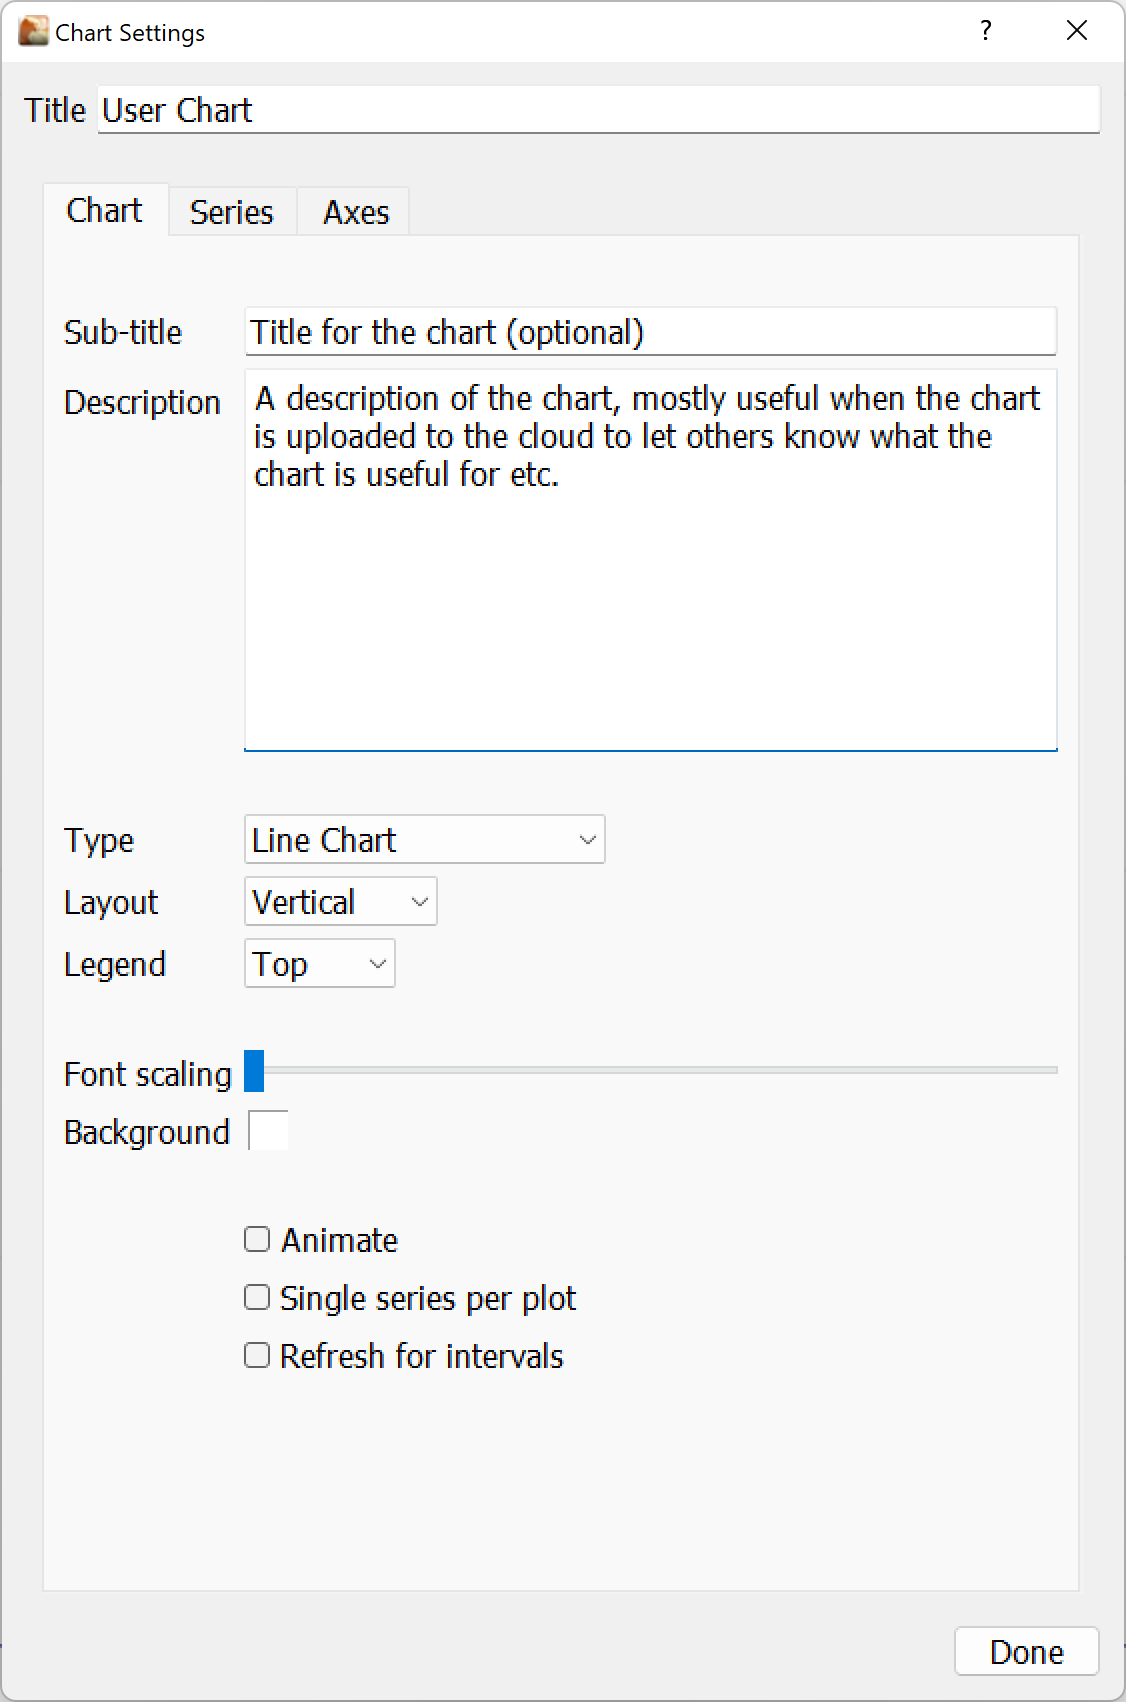 Chart Settings
?
Title User Chart
Chart Series Axes
Sub-title Title for the chart (optional)
Description A description of the chart, mostly useful when the chart
is uploaded to the cloud to let others know what the
chart is useful for etc.
Type Line Chart
Layout Vertical
Legend Top
Font scaling
Background
Animate
Single series per plot
Refresh for intervals
Done